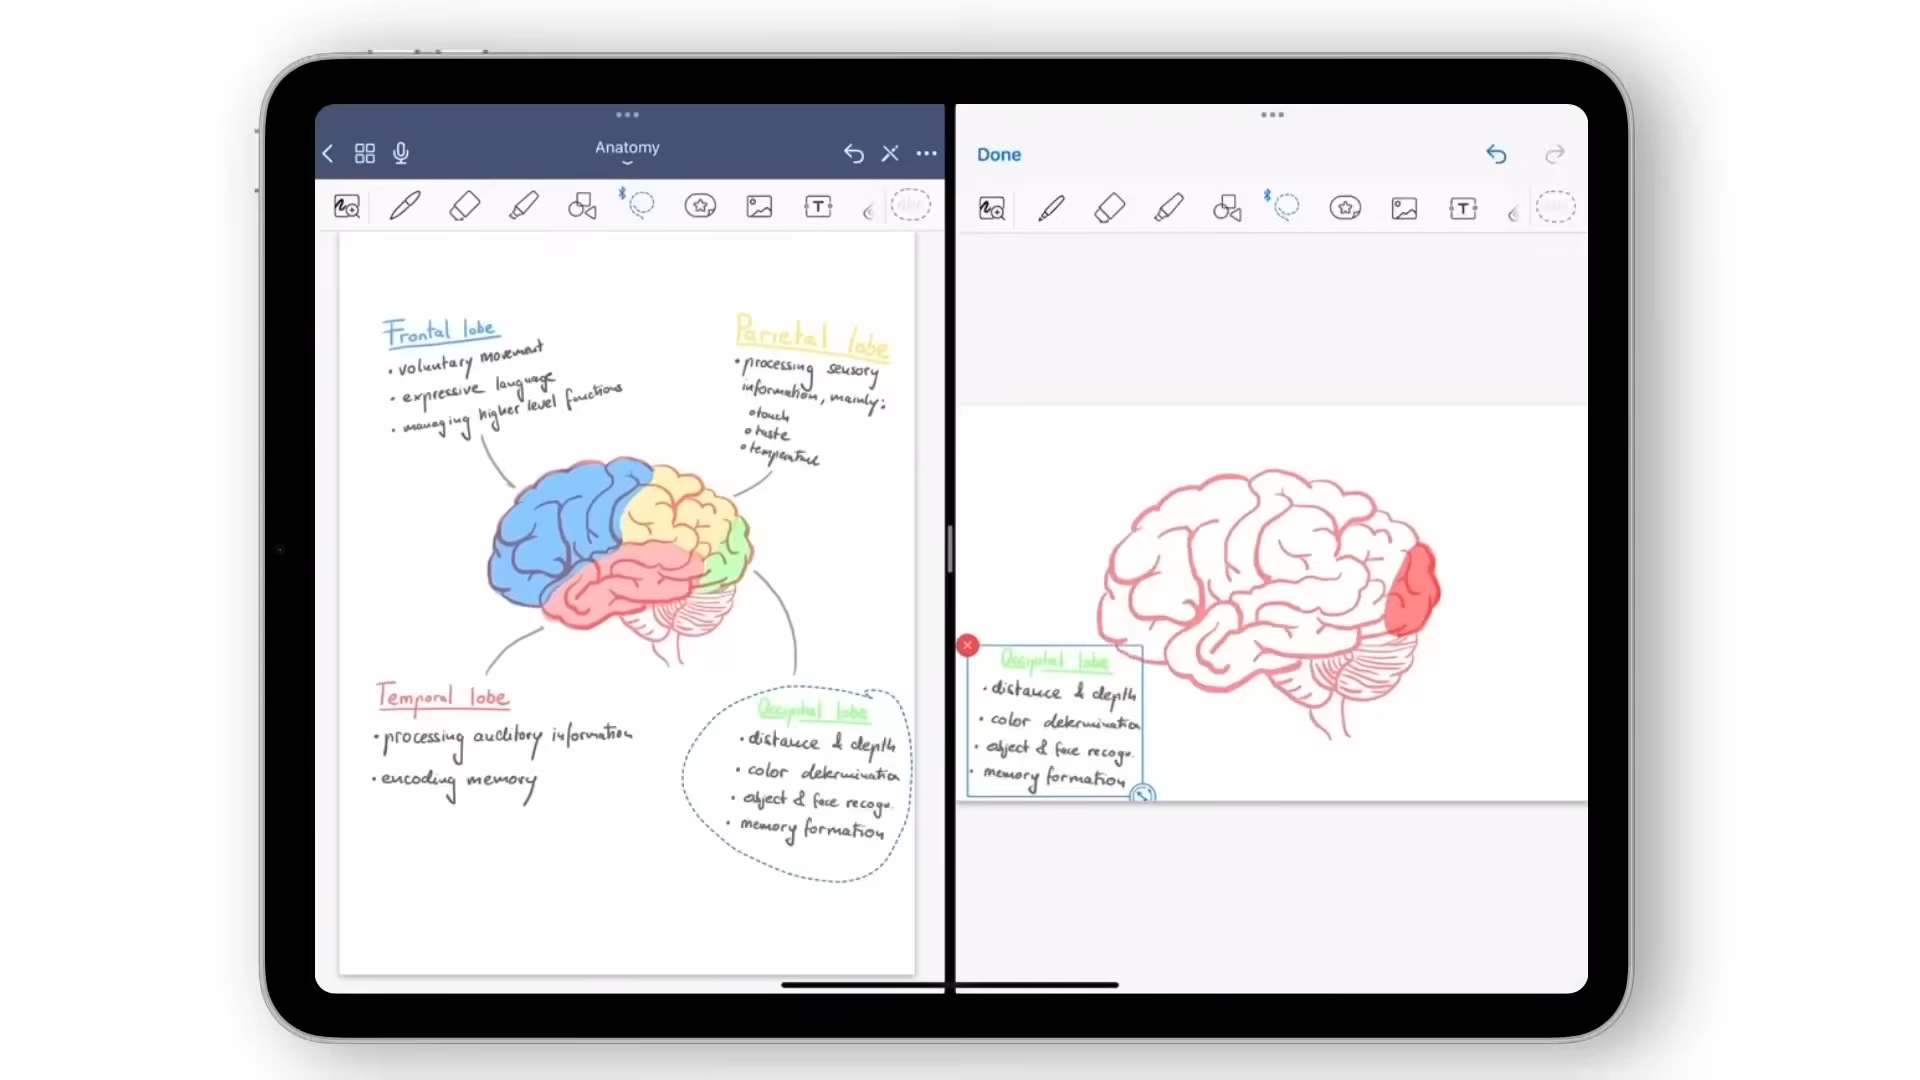 Anatomy
Done
Frontal lobe
• voluntary movement
• expressive language
• managing higher level functions
Parietal lobe
• processing sensory
information, mainly:
o touch
o taste
o temperature
Temporal lobe
• processing auditory information
• encoding memory
Occipital lobe
• distance & depth
• color determination
• object & face recogn.
• memory formation
Occipital lobe
• distance & depth
• color determination
• object & face recogn.
• memory formation